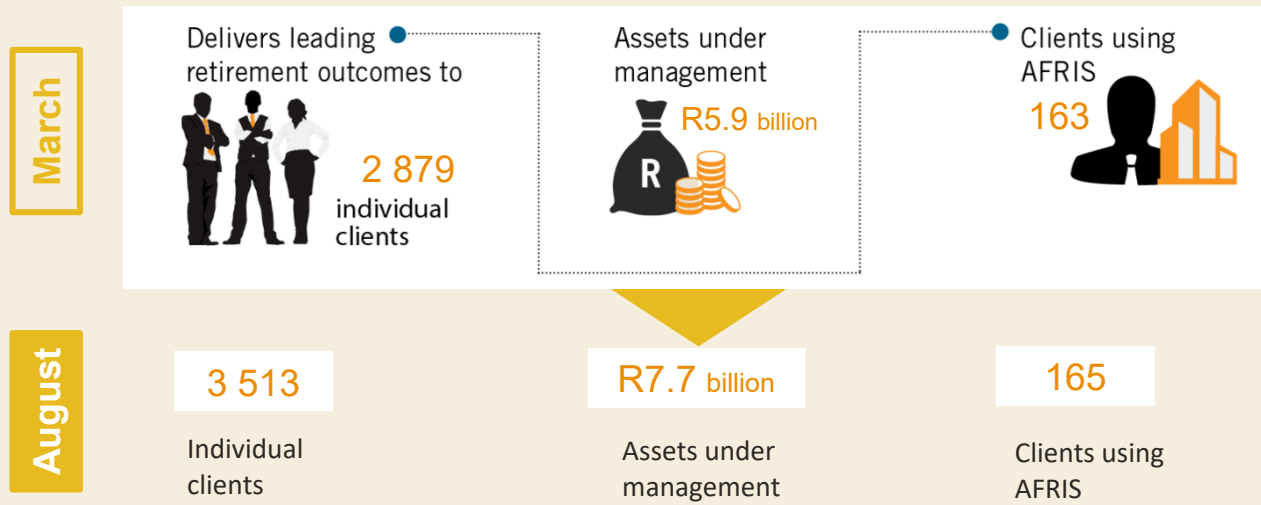 March
Delivers leading
retirement outcomes to
2 879
individual
clients
Assets under
management
R5.9 billion
R
Clients using
AFRIS
163
August
3 513
Individual
clients
R7.7 billion
Assets under
management
165
Clients using
AFRIS